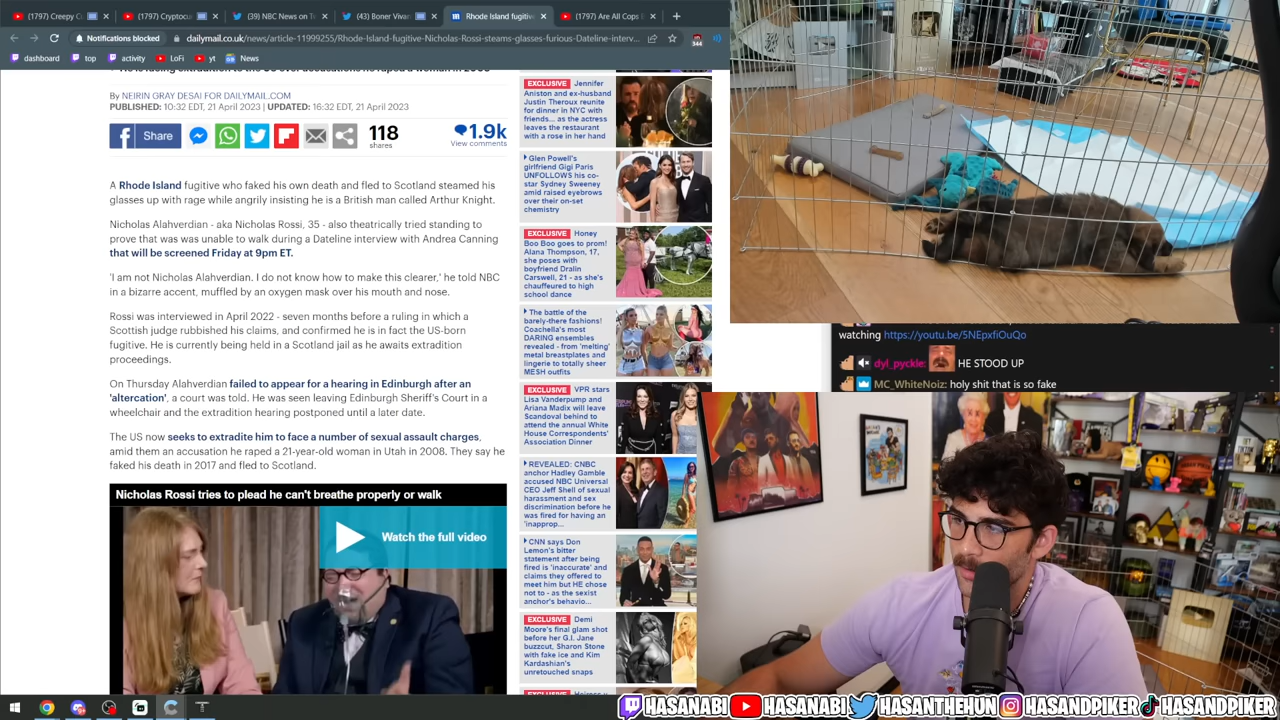 (1797) Creepy C
(1797) Cryptocu
(39) NBC News on T
(43) Boner Vivan
Rhode Island fugitiv
(1797) Are All Cops
Notifications blocked
dailymail.co.uk/news/article-11999255/Rhode-Island-fugitive-Nicholas-Rossi-steams-glasses-furious-Dateline-interv...
344
dashboard
top
activity
LoFi
yt
News
By NEIRIN GRAY DESAI FOR DAILYMAIL.COM
PUBLISHED: 10:32 EDT, 21 April 2023 | UPDATED: 16:32 EDT, 21 April 2023
Share
118
shares
1.9k
View comments
A Rhode Island fugitive who faked his own death and fled to Scotland steamed his
glasses up with rage while angrily insisting he is a British man called Arthur Knight.
Nicholas Alahverdian - aka Nicholas Rossi, 35 - also theatrically tried standing to
prove that was was unable to walk during a Dateline interview with Andrea Canning
that will be screened Friday at 9pm ET.
'I am not Nicholas Alahverdian. I do not know how to make this clearer,' he told NBC
in a bizarre accent, muffled by an oxygen mask over his mouth and nose.
Rossi was interviewed in April 2022 - seven months before a ruling in which a
Scottish judge rubbished his claims, and confirmed he is in fact the US-born
fugitive. He is currently being held in a Scotland jail as he awaits extradition
proceedings.
On Thursday Alahverdian failed to appear for a hearing in Edinburgh after an
'altercation', a court was told. He was seen leaving Edinburgh Sheriff's Court in a
wheelchair and the extradition hearing postponed until a later date.
The US now seeks to extradite him to face a number of sexual assault charges,
amid them an accusation he raped a 21-year-old woman in Utah in 2008. They say he
faked his death in 2017 and fled to Scotland.
Nicholas Rossi tries to plead he can't breathe properly or walk
Watch the full video
EXCLUSIVE Jennifer
Aniston and ex-husband
Justin Theroux reunite
for dinner in NYC with
friends... as the actress
leaves the restaurant
with a rose in her hand
Glen Powell's
girlfriend Gigi Paris
UNFOLLOWS his co-
star Sydney Sweeney
amid raised eyebrows
over their on-set
chemistry
EXCLUSIVE Honey
Boo Boo goes to prom!
Alana Thompson, 17,
she poses with
boyfriend Dralin
Carswell, 21 - as she's
chauffeured to high
school dance
The battle of the
barely-there fashions!
Coachella's most
DARING ensembles
revealed - from 'melting'
metal breastplates and
lingerie to totally sheer
MESH outfits
EXCLUSIVE VPR stars
Lisa Vanderpump and
Ariana Madix will leave
Scandoval behind to
attend the annual White
House Correspondents'
Association Dinner
REVEALED: CNBC
anchor Hadley Gamble
accused NBC Universal
CEO Jeff Shell of sexual
harassment and sex
discrimination before he
was fired for having an
'inapprop...
CNN says Don
Lemon's bitter
statement after being
fired is 'inaccurate' and
claims they offered to
meet him but HE chose
not to - as the sexist
anchor's behavio...
EXCLUSIVE Demi
Moore's final glam shot
before her G.I. Jane
buzzcut, Sharon Stone
with fake ice and Kim
Kardashian's
unretouched snaps
watching https://youtu.be/5NEpxfiOuQo
dyl_pyckle: HE STOOD UP
MC_WhiteNoiz: holy shit that is so fake
HASANABI HASANABI HASANTHEHUN HASANDPIKER HASANDPIKER